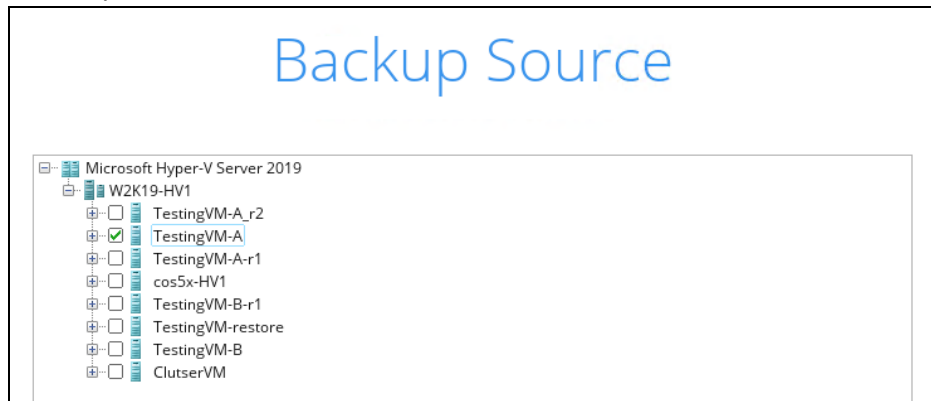 Backup Source
Microsoft Hyper-V Server 2019
W2K19-HV1
TestingVM-A_r2
TestingVM-A
TestingVM-A-r1
cos5x-HV1
TestingVM-B-r1
TestingVM-restore
TestingVM-B
ClutserVM